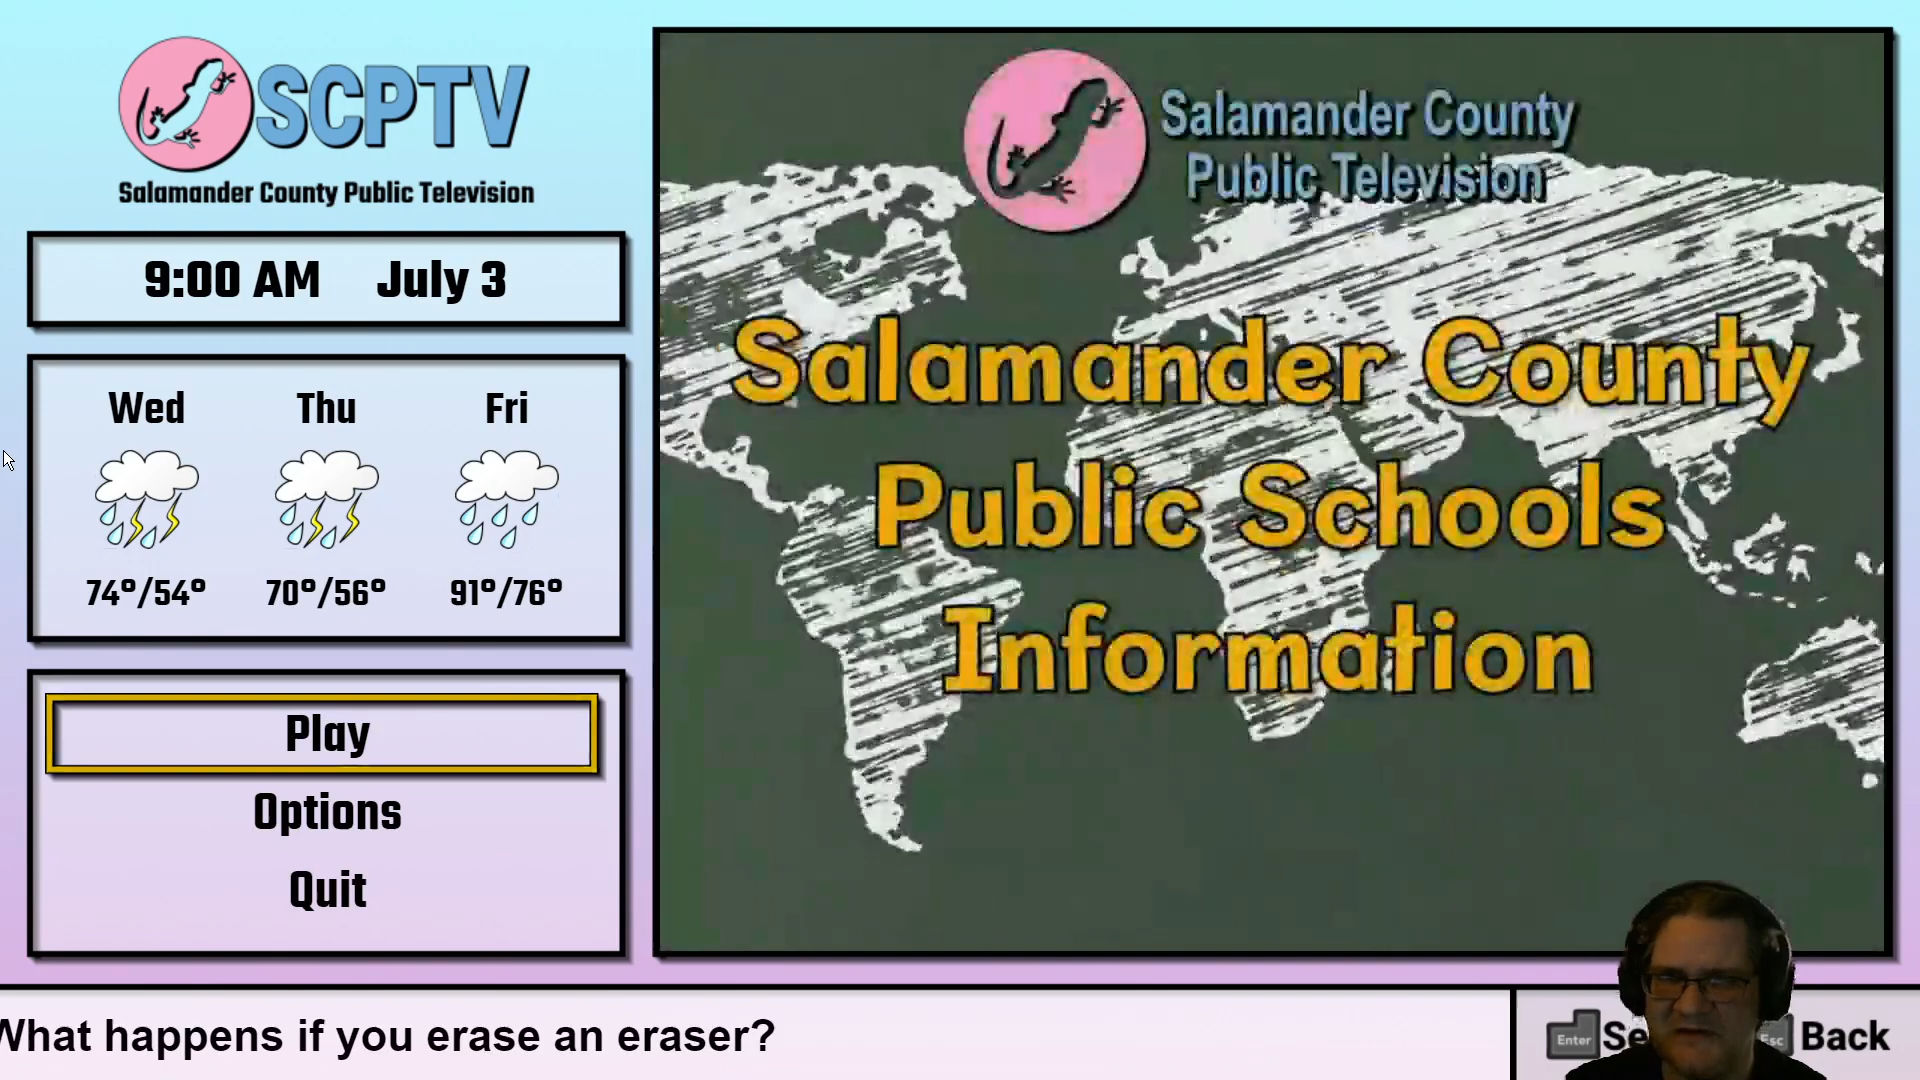 SCPTV
Salamander County Public Television
9:00 AM July 3
Wed Thu Fri
74°/54° 70°/56° 91°/76°
Play
Options
Quit
Salamander County
Public Television
Salamander County
Public Schools
Information
What happens if you erase an eraser?
Enter Esc Back